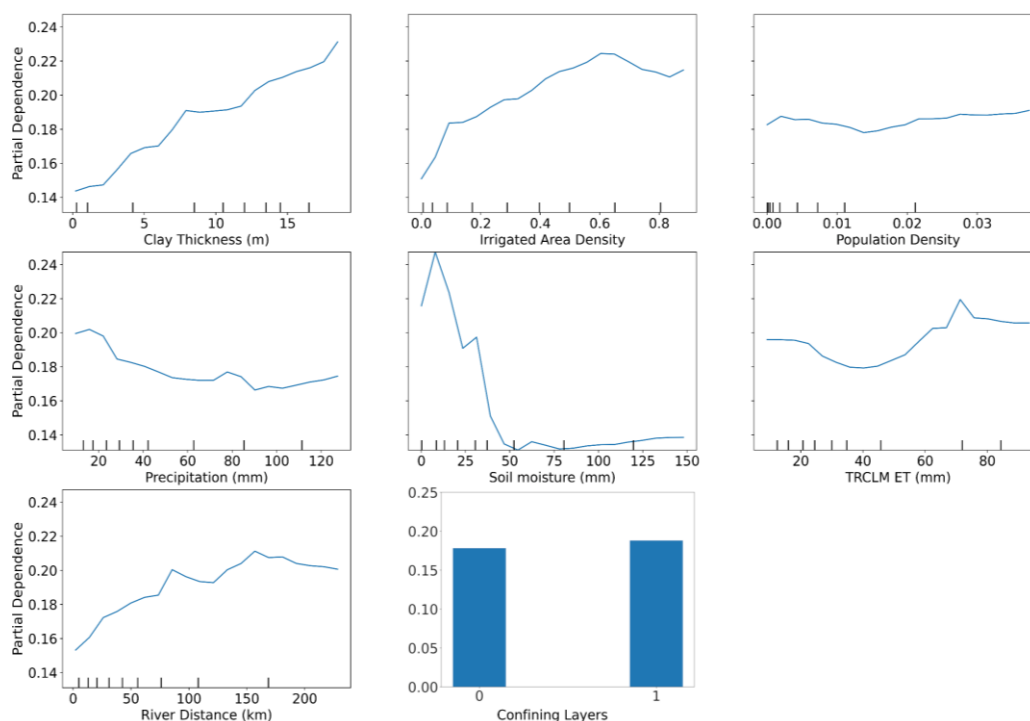 Partial Dependence
0.24
0.22
0.20
0.18
0.16
0.14
5 10 15
Clay Thickness (m)
0.0 0.2 0.4 0.6 0.8
Irrigated Area Density
0.00 0.01 0.02 0.03
Population Density
Partial Dependence
0.24
0.22
0.20
0.18
0.16
0.14
20 40 60 80 100 120
Precipitation (mm)
0 25 50 75 100 125 150
Soil moisture (mm)
20 40 60 80
TRCLM ET (mm)
Partial Dependence
0.24
0.22
0.20
0.18
0.16
0.14
0 50 100 150 200
River Distance (km)
0.25
0.20
0.15
0.10
0.05
0.00
0 1
Confining Layers